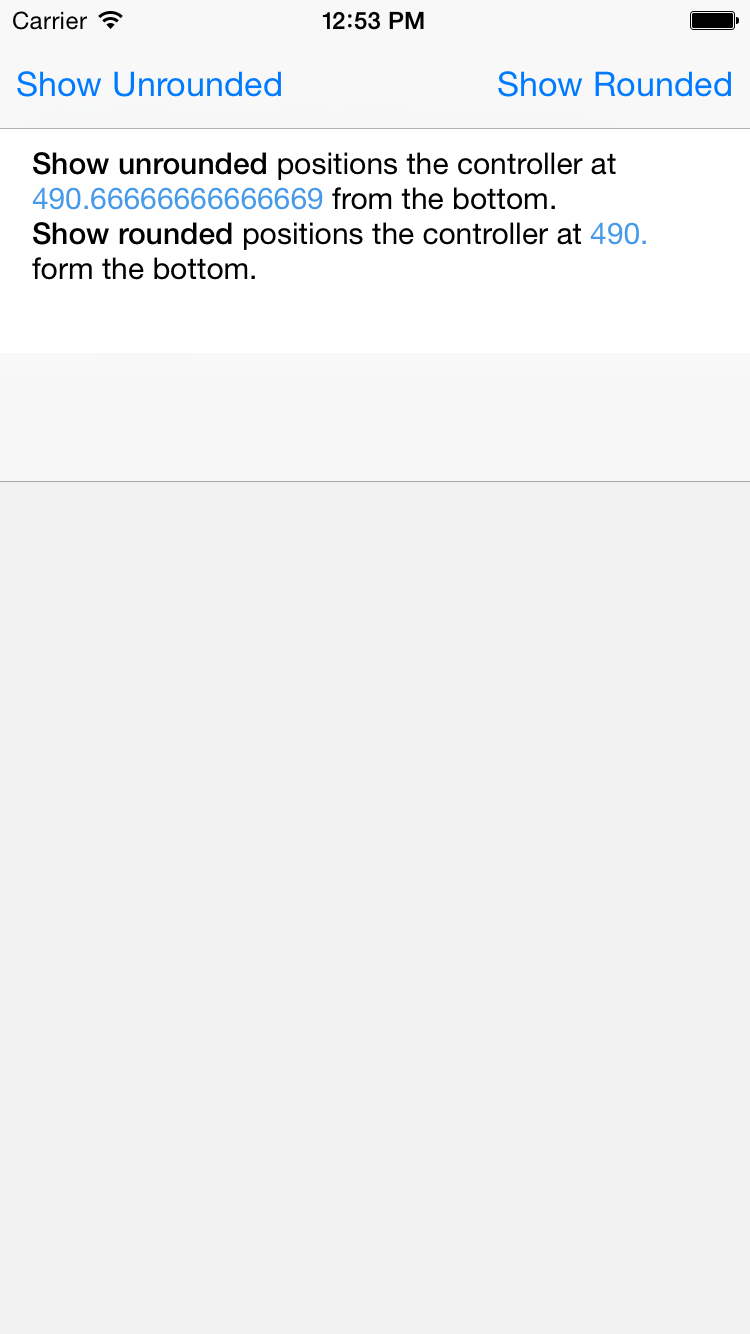 Carrier 12:53 PM
Show Unrounded Show Rounded
Show unrounded positions the controller at
490.66666666666669 from the bottom.
Show rounded positions the controller at 490.
form the bottom.